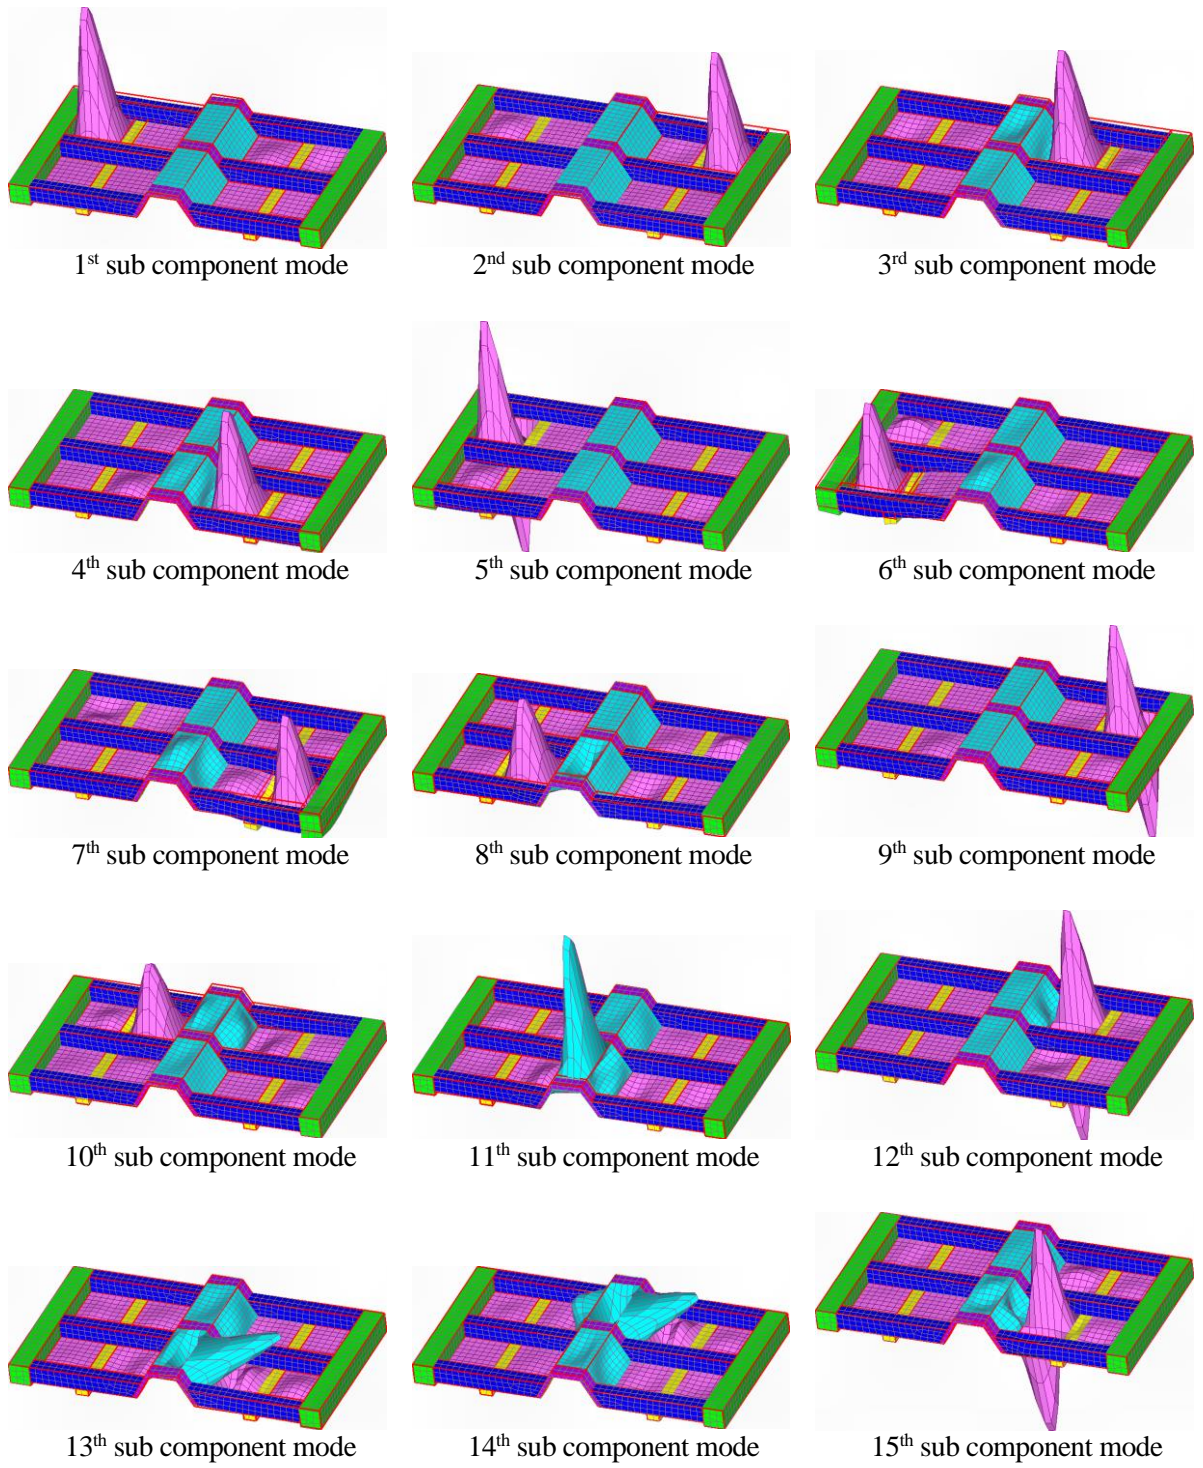 1st sub component mode
2nd sub component mode
3rd sub component mode
4th sub component mode
5th sub component mode
6th sub component mode
7th sub component mode
8th sub component mode
9th sub component mode
10th sub component mode
11th sub component mode
12th sub component mode
13th sub component mode
14th sub component mode
15th sub component mode